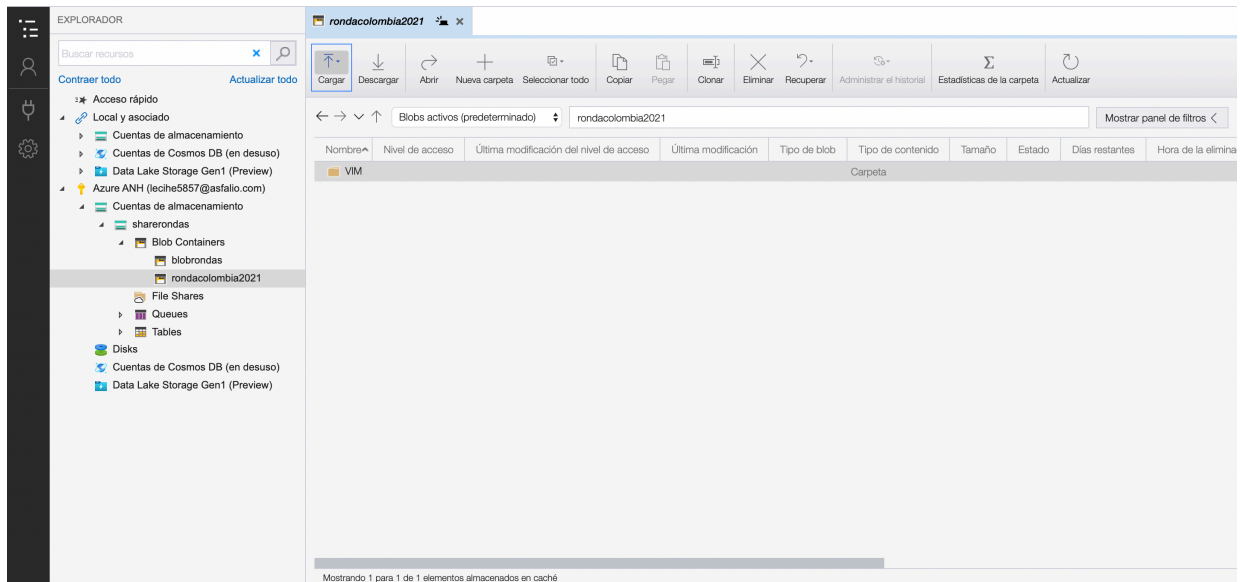 EXPLORADOR
Buscar recursos
Contraer todo Actualizar todo
Acceso rápido
Local y asociado
Cuentas de almacenamiento
Cuentas de Cosmos DB (en desuso)
Data Lake Storage Gen1 (Preview)
Azure ANH (lecihe5857@asfalio.com)
Cuentas de almacenamiento
sharerondas
Blob Containers
blobrondas
rondacolombia2021
File Shares
Queues
Tables
Disks
Cuentas de Cosmos DB (en desuso)
Data Lake Storage Gen1 (Preview)
rondacolombia2021
Cargar Descargar Abrir Nueva carpeta Seleccionar todo Copiar Pegar Clonar Eliminar Recuperar Administrar el historial Estadísticas de la carpeta Actualizar
Blobs activos (predeterminado) rondacolombia2021 Mostrar panel de filtros
Nombre Nivel de acceso Última modificación del nivel de acceso Última modificación Tipo de blob Tipo de contenido Tamaño Estado Días restantes Hora de la elimina
VIM Carpeta
Mostrando 1 para 1 de 1 elementos almacenados en caché